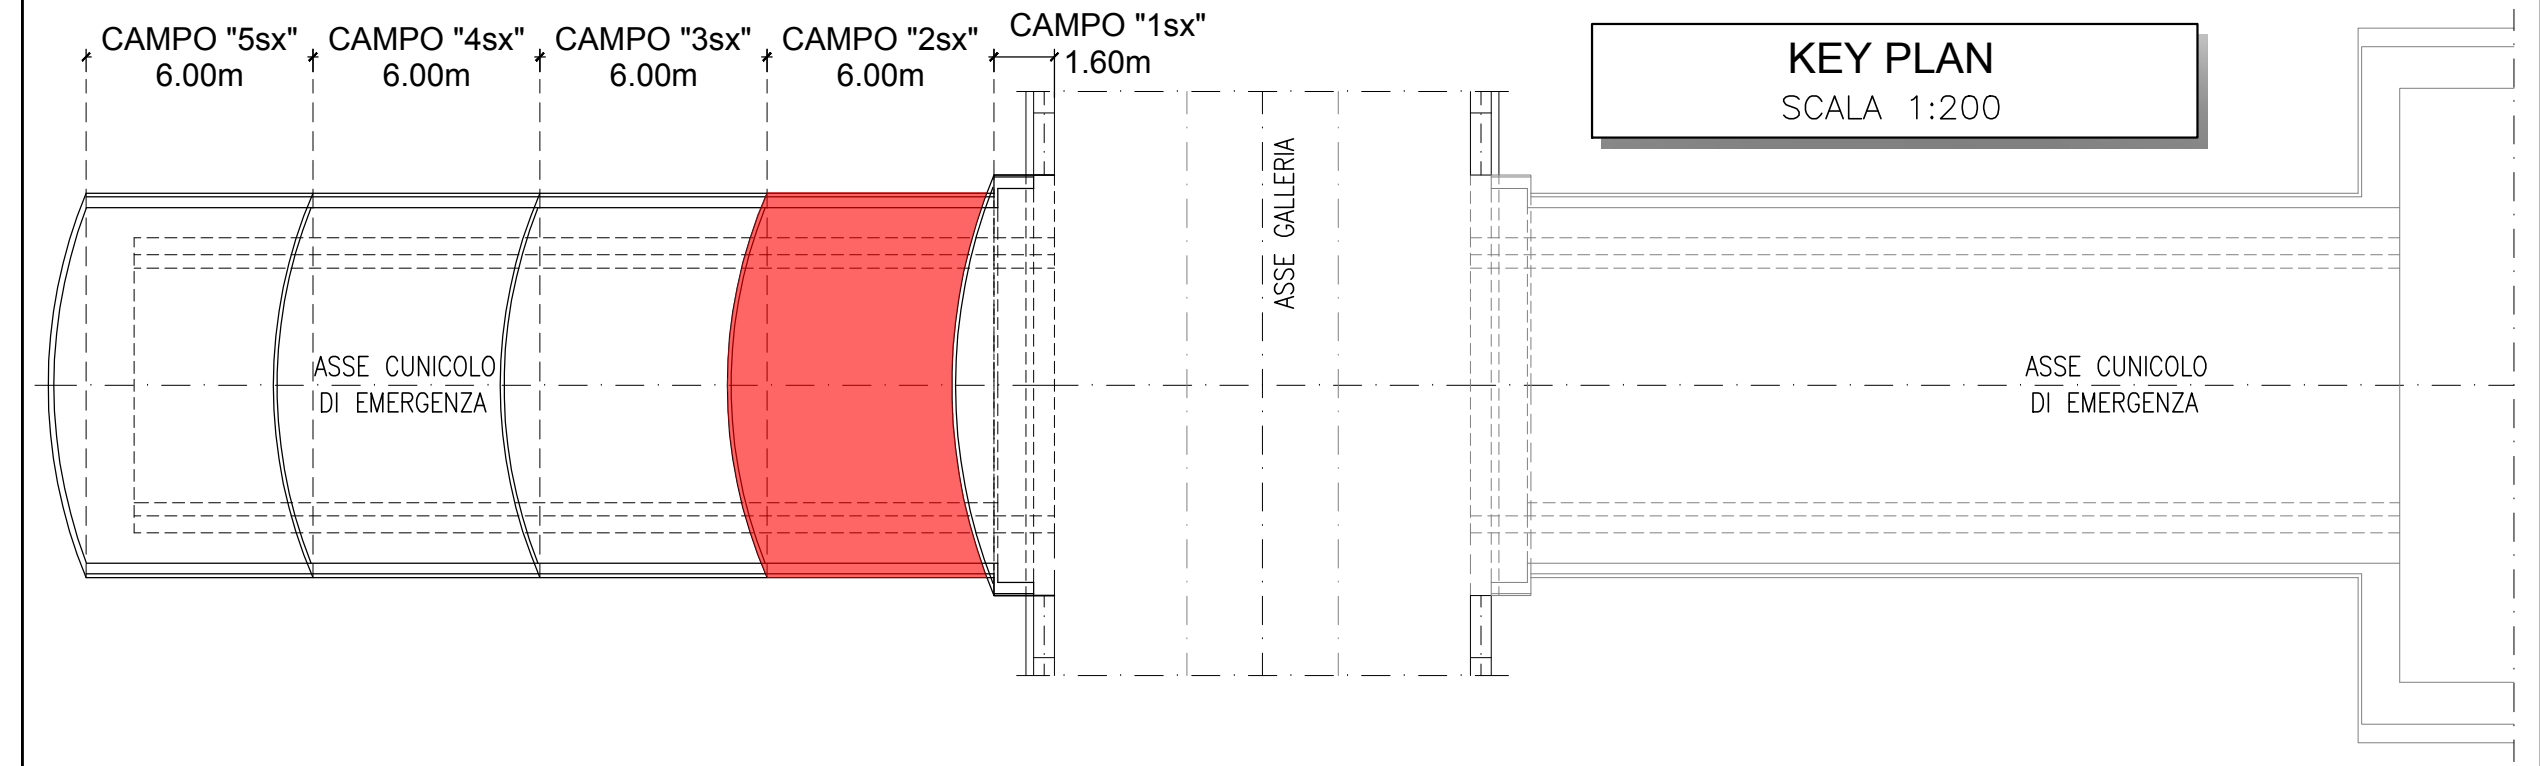 CAMPO "5sx"
6.00m
CAMPO "4sx"
6.00m
CAMPO "3sx"
6.00m
CAMPO "2sx"
6.00m
CAMPO "1sx"
1.60m
KEY PLAN
SCALA 1:200
ASSE GALLERIA
ASSE CUNICOLO
DI EMERGENZA
ASSE CUNICOLO
DI EMERGENZA